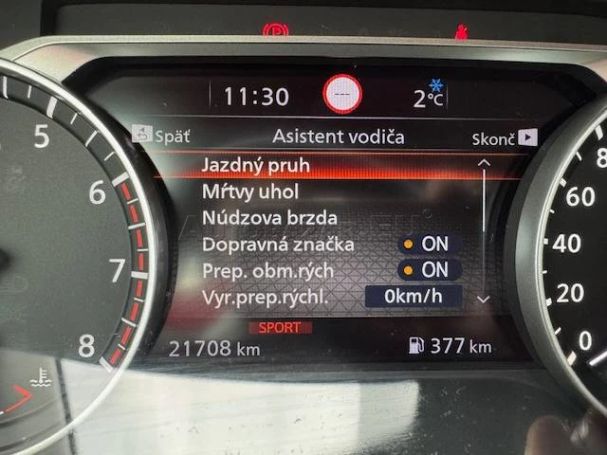 11:30 --- 2°C
Späť Asistent vodiča Skonč
Jazdný pruh
Mŕtvy uhol
Núdzova brzda
Dopravná značka ON
Prep. obm.rých ON
Vyr.prep.rýchl. 0km/h
SPORT
21708 km 377 km
5
6
7
8
80
60
40
20
0